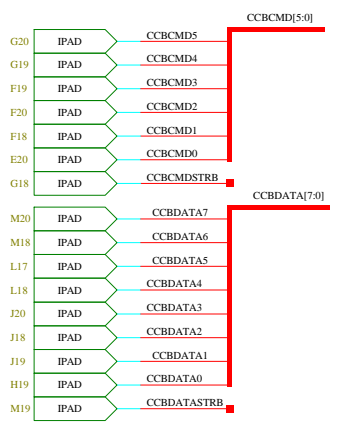 CCBCMD[5:0]
G20 IPAD CCBCMD5
G19 IPAD CCBCMD4
F19 IPAD CCBCMD3
F20 IPAD CCBCMD2
F18 IPAD CCBCMD1
E20 IPAD CCBCMD0
G18 IPAD CCBCMDSTRB
CCBDATA[7:0]
M20 IPAD CCBDATA7
M18 IPAD CCBDATA6
L17 IPAD CCBDATA5
L18 IPAD CCBDATA4
J20 IPAD CCBDATA3
J18 IPAD CCBDATA2
J19 IPAD CCBDATA1
H19 IPAD CCBDATA0
M19 IPAD CCBDATASTRB